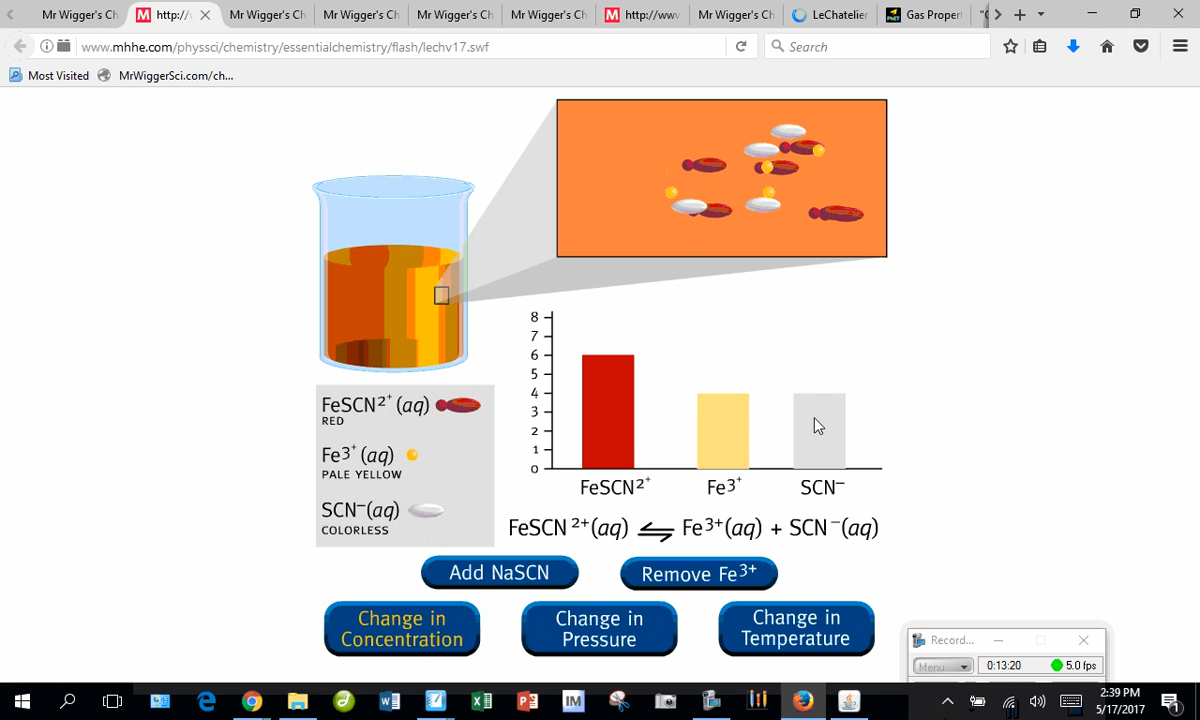 Mr Wigger's Ch
http://v
Mr Wigger's Ch
Mr Wigger's Ch
Mr Wigger's Ch
Mr Wigger's Ch
http://www
Mr Wigger's Ch
LeChatelier
Gas Propert
www.mhhe.com/physsci/chemistry/essentialchemistry/flash/lechv17.swf
Search
Most Visited
MrWiggerSci.com/ch...
8
7
6
5
4
3
2
1
0
FeSCN2+ Fe3+ SCN−
FeSCN2+ (aq)
RED
Fe3+ (aq)
PALE YELLOW
SCN−(aq)
COLORLESS
FeSCN 2+(aq) ⇌ Fe3+(aq) + SCN −(aq)
Add NaSCN
Remove Fe3+
Change in
Concentration
Change in
Pressure
Change in
Temperature
Record...
Menu
0:13:20
5.0 fps
IM
2:39 PM
5/17/2017
1